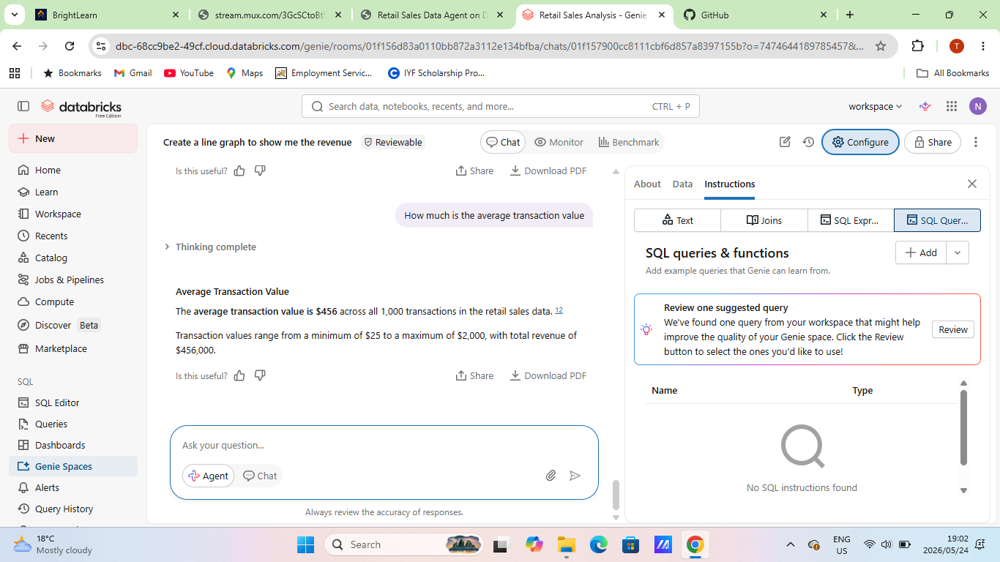 BrightLearn
stream.mux.com/3GcSCtoBt
Retail Sales Data Agent on D
Retail Sales Analysis - Genie
GitHub
dbc-68cc9be2-49cf.cloud.databricks.com/genie/rooms/01f156d83a0110bb872a3112e134bfba/chats/01f157900cc8111cbf6d857a8397155b?o=7474644189785457&...
T
Bookmarks
Gmail
YouTube
Maps
Employment Servic...
IYF Scholarship Pro...
All Bookmarks
databricks
Free Edition
Search data, notebooks, recents, and more...
CTRL + P
workspace
N
New
Home
Learn
Workspace
Recents
Catalog
Jobs & Pipelines
Compute
Discover Beta
Marketplace
SQL
SQL Editor
Queries
Dashboards
Genie Spaces
Alerts
Query History
Create a line graph to show me the revenue
Reviewable
Chat
Monitor
Benchmark
Configure
Share
Is this useful?
Share
Download PDF
How much is the average transaction value
Thinking complete
Average Transaction Value
The average transaction value is $456 across all 1,000 transactions in the retail sales data. 12
Transaction values range from a minimum of $25 to a maximum of $2,000, with total revenue of
$456,000.
Is this useful?
Share
Download PDF
Ask your question...
Agent
Chat
Always review the accuracy of responses.
About
Data
Instructions
Text
Joins
SQL Expr...
SQL Quer...
SQL queries & functions
Add
Add example queries that Genie can learn from.
Review one suggested query
We've found one query from your workspace that might help
improve the quality of your Genie space. Click the Review
button to select the ones you'd like to use!
Review
Name
Type
No SQL instructions found
18°C
Mostly cloudy
Search
ENG
US
19:02
2026/05/24